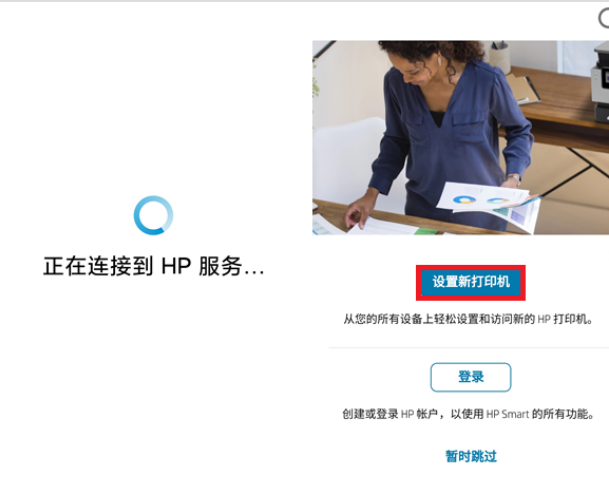 正在连接到 HP 服务...
设置新打印机
从您的所有设备上轻松设置和访问新的 HP 打印机。
登录
创建或登录 HP 帐户，以使用 HP Smart 的所有功能。
暂时跳过